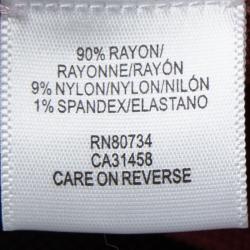 90% RAYON/
RAYONNE/RAYÓN
9% NYLON/NYLON/NILÓN
1% SPANDEX/ELASTANO
RN80734
CA31458
CARE ON REVERSE